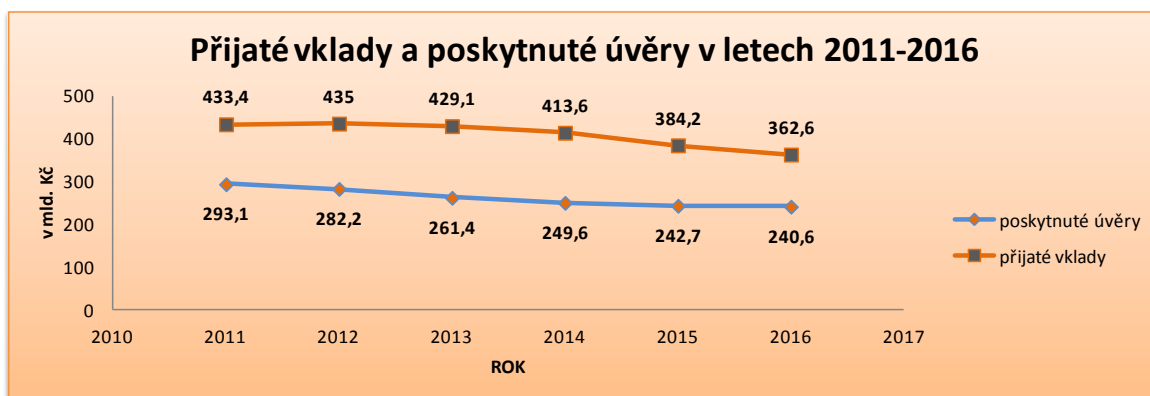 Přijaté vklady a poskytnuté úvěry v letech 2011-2016
v mld. Kč
500
400
300
200
100
0
433,4 435 429,1 413,6 384,2 362,6
293,1 282,2 261,4 249,6 242,7 240,6
2010 2011 2012 2013 2014 2015 2016 2017
ROK
poskytnuté úvěry
přijaté vklady